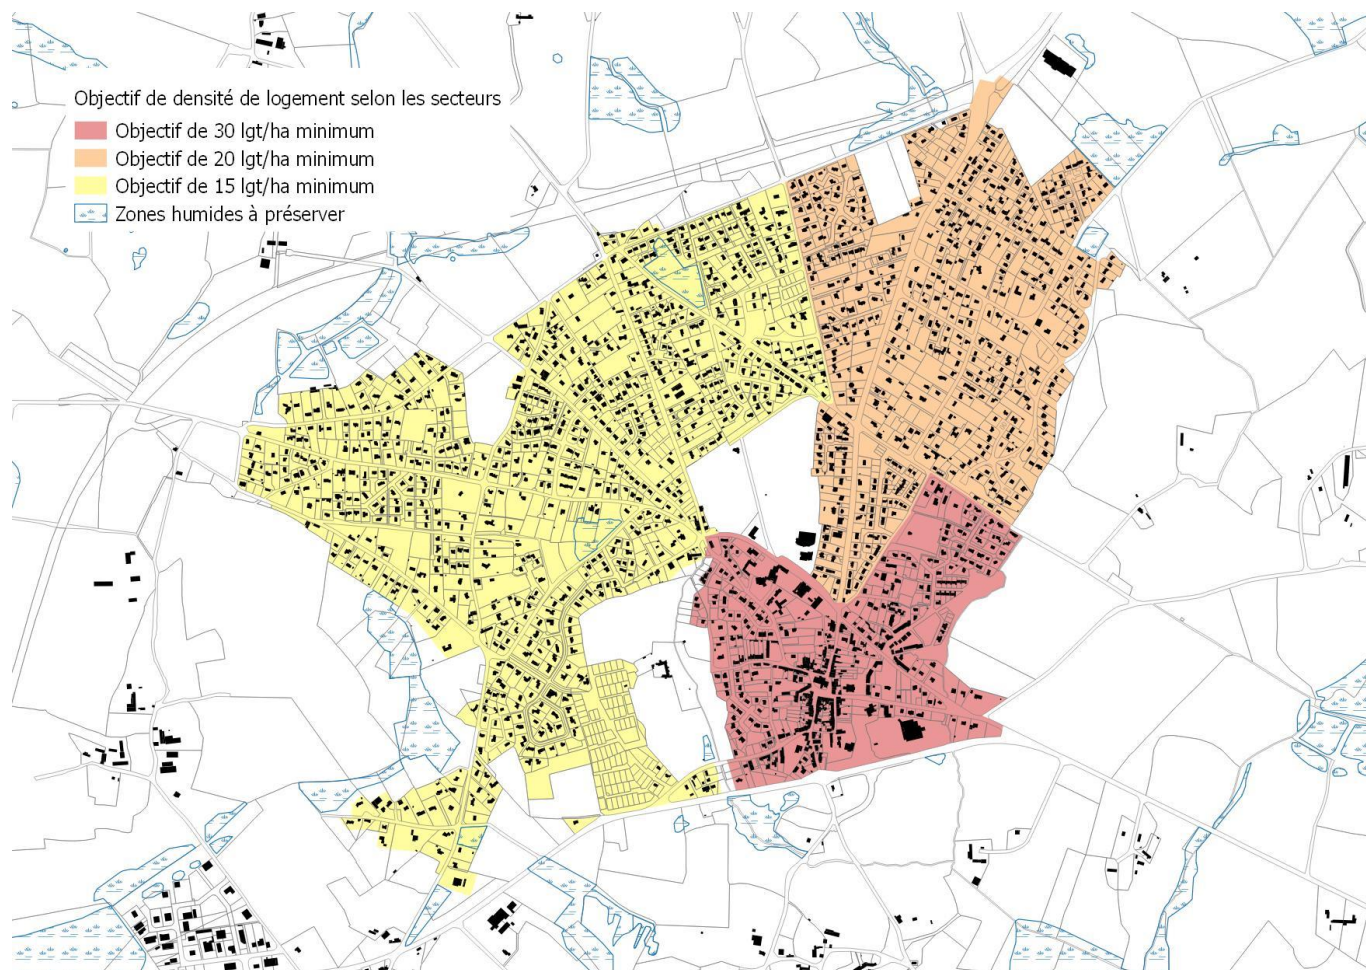 Objectif de densité de logement selon les secteurs
Objectif de 30 lgt/ha minimum
Objectif de 20 lgt/ha minimum
Objectif de 15 lgt/ha minimum
Zones humides à préserver